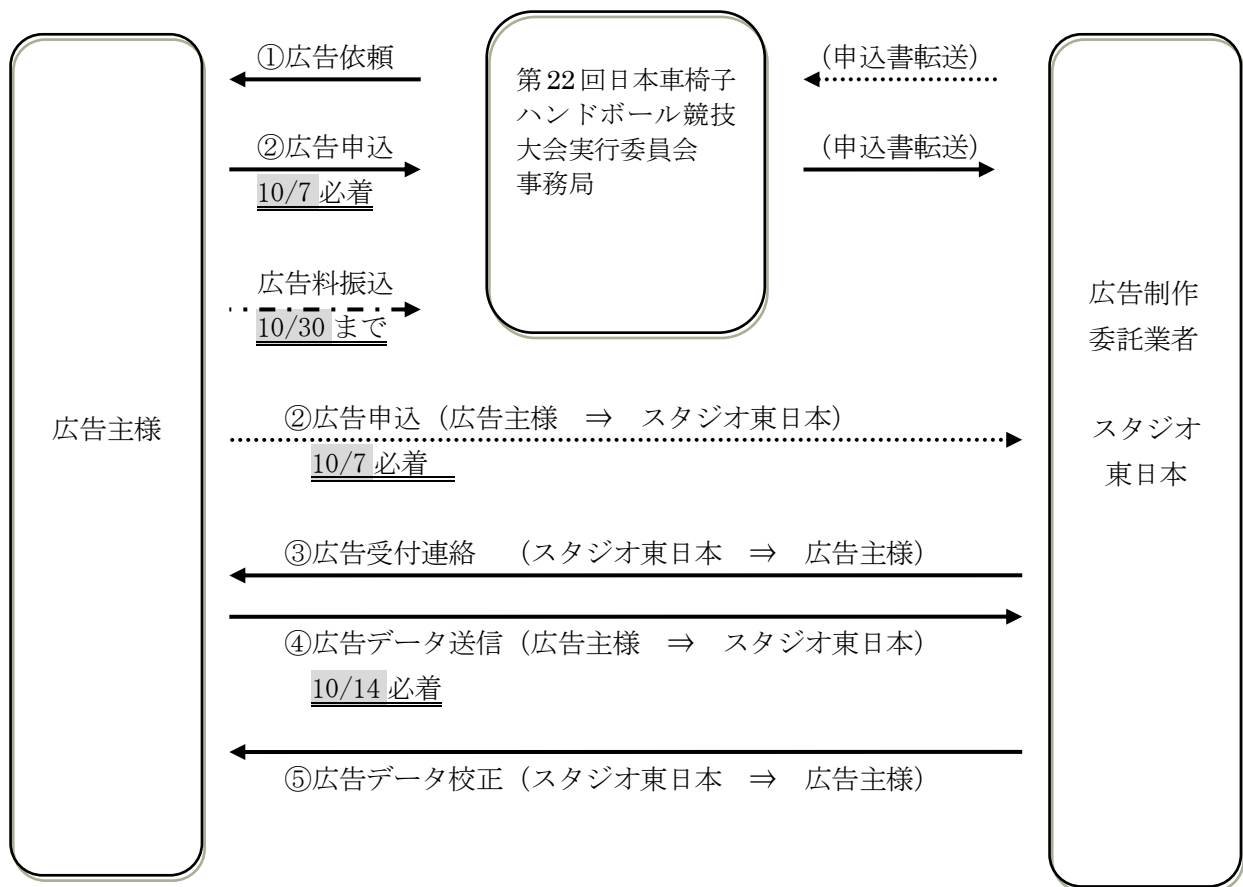 ①広告依頼
(申込書転送)
第22回日本車椅子
ハンドボール競技
大会実行委員会
事務局
②広告申込
10/7 必着
(申込書転送)
広告料振込
10/30 まで
広告制作
委託業者
スタジオ
東日本
広告主様
②広告申込（広告主様　⇒　スタジオ東日本）
10/7 必着
③広告受付連絡　（スタジオ東日本　⇒　広告主様）
④広告データ送信（広告主様　⇒　スタジオ東日本）
10/14 必着
⑤広告データ校正（スタジオ東日本　⇒　広告主様）